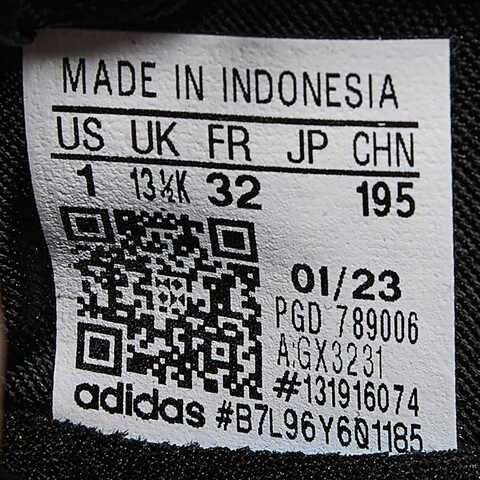 MADE IN INDONESIA
US UK FR JP CHN
1 13½K 32 195
01/23
PGD 789006
A:GX3231
#131916074
adidas #B7L96Y6Q1185